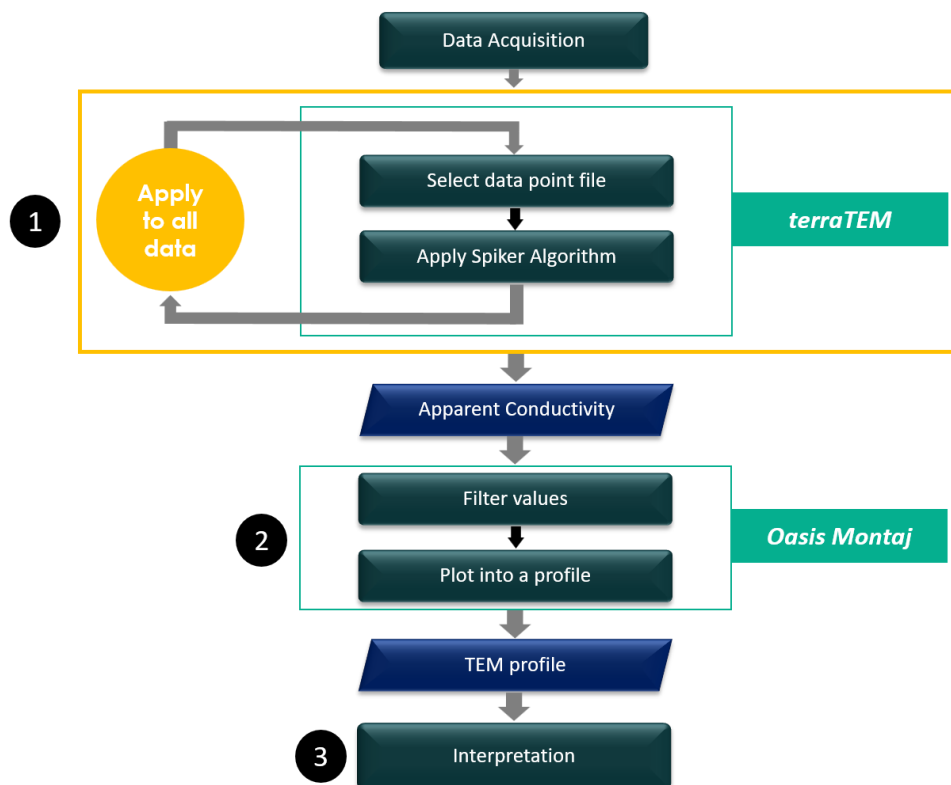 Data Acquisition
Apply
to all
data
1
Select data point file
Apply Spiker Algorithm
terraTEM
Apparent Conductivity
2
Filter values
Plot into a profile
Oasis Montaj
TEM profile
3
Interpretation